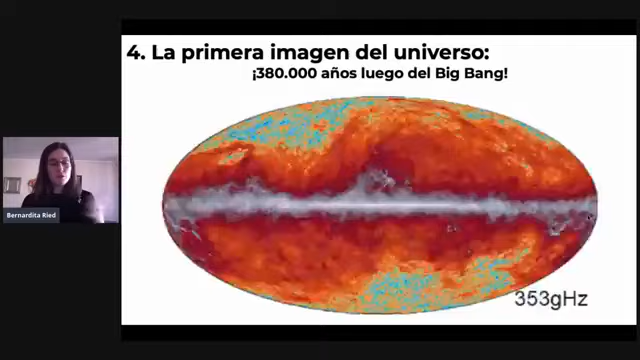 4. La primera imagen del universo:
¡380.000 años luego del Big Bang!
Bernardita Ried
353gHz